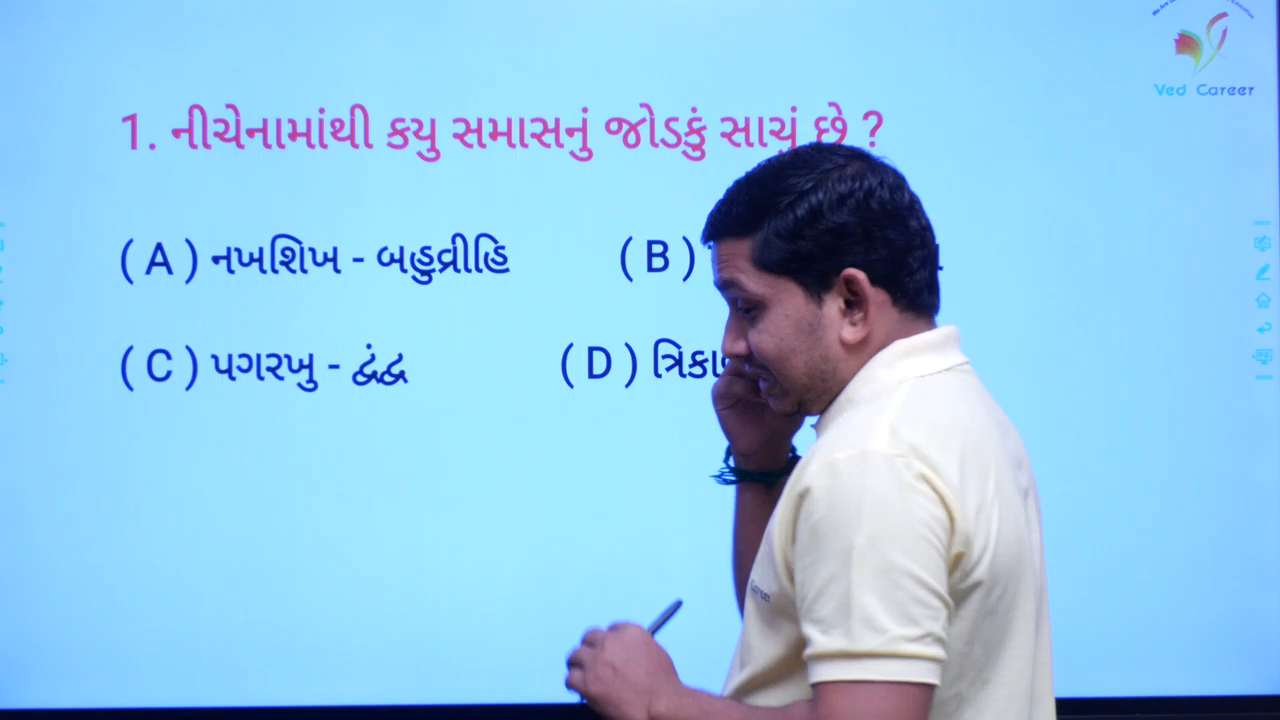 Ved Career
1. નીચેનામાંથી કયુ સમાસનું જોડકું સાચું છે ?
( A ) નખશિખ - બહુવ્રીહિ ( B )
( C ) પગરખુ - દ્વંદ્વ ( D )